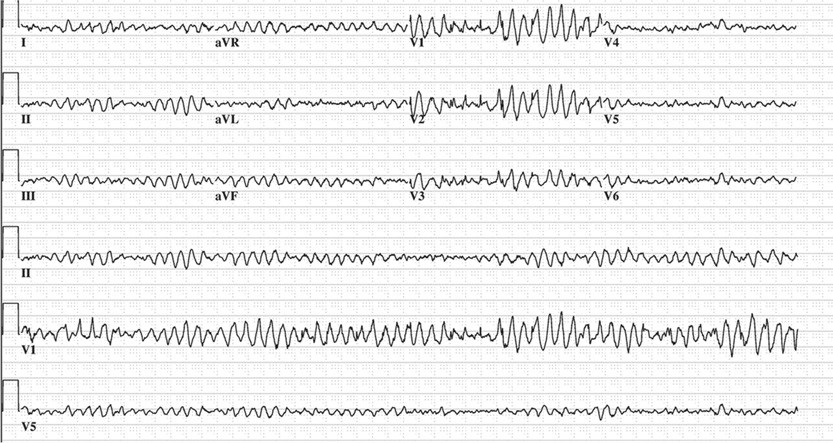 I aVR V1 V4
II aVL V2 V5
III aVF V3 V6
II
V1
V5